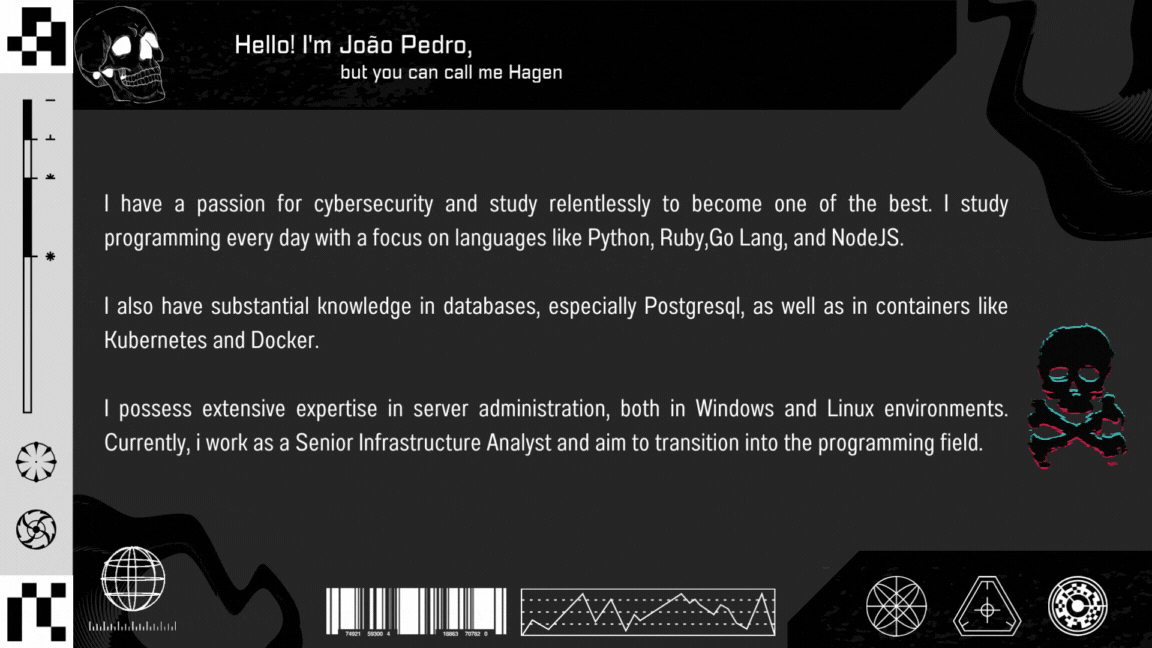 Hello! I'm João Pedro,
but you can call me Hagen
I have a passion for cybersecurity and study relentlessly to become one of the best. I study
programming every day with a focus on languages like Python, Ruby,Go Lang, and NodeJS.
I also have substantial knowledge in databases, especially Postgresql, as well as in containers like
Kubernetes and Docker.
I possess extensive expertise in server administration, both in Windows and Linux environments.
Currently, i work as a Senior Infrastructure Analyst and aim to transition into the programming field.
74921 59300 4 18863 70782 0